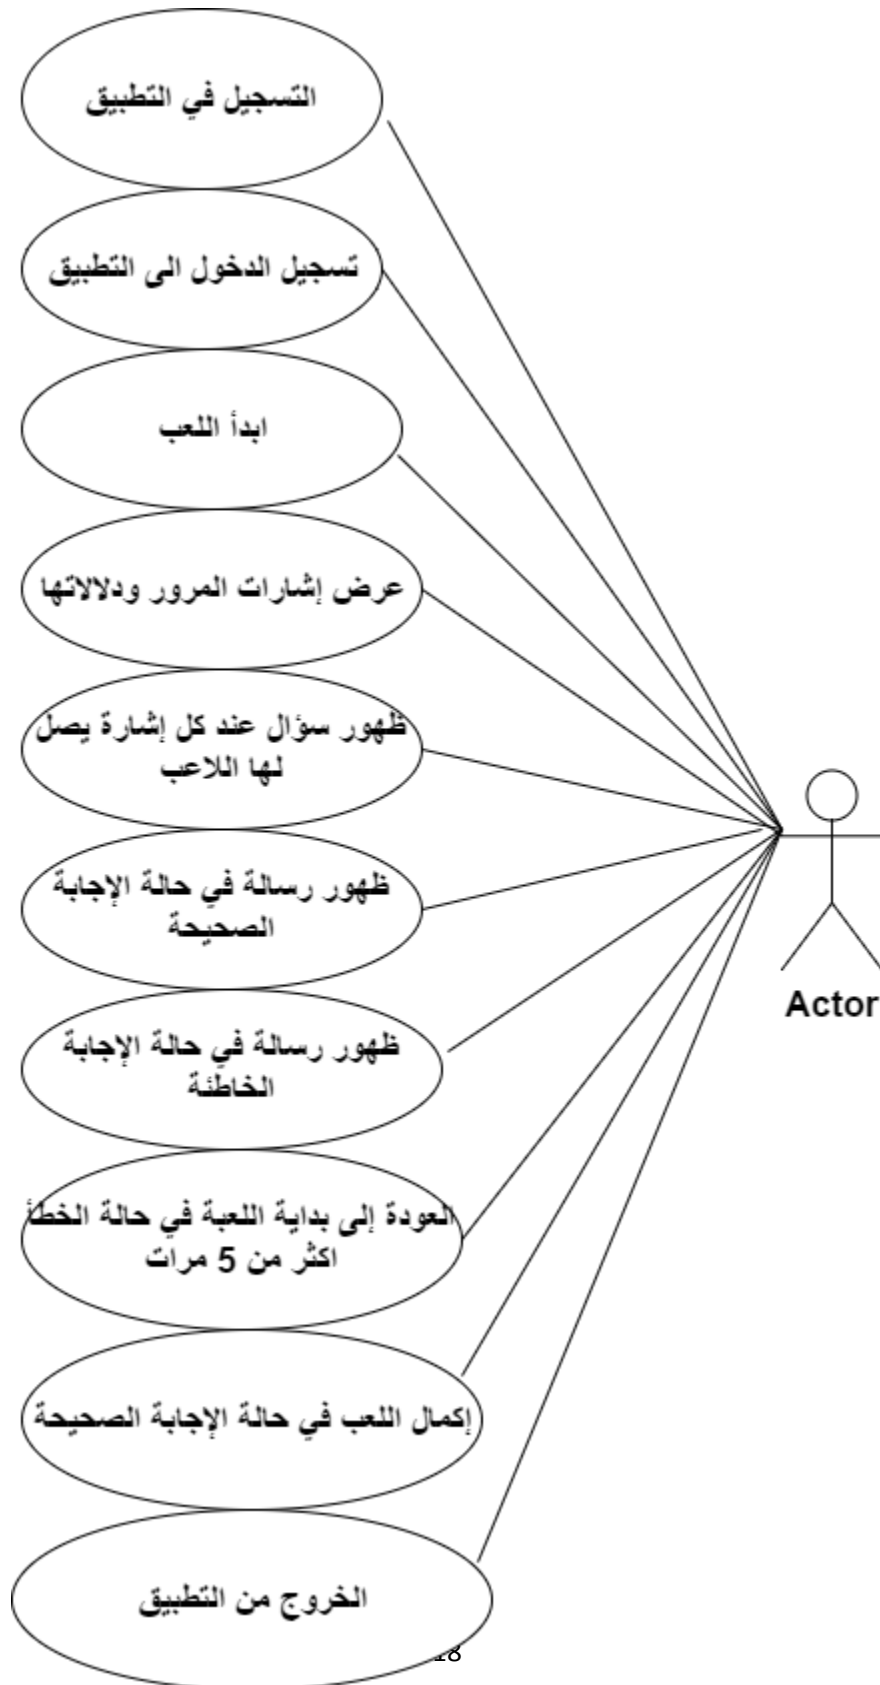 التسجيل في التطبيق
تسجيل الدخول الى التطبيق
ابدأ اللعب
عرض إشارات المرور ودلالاتها
ظهور سؤال عند كل إشارة يصل
لها اللاعب
ظهور رسالة في حالة الإجابة
الصحيحة
ظهور رسالة في حالة الإجابة
الخاطئة
العودة إلى بداية اللعبة في حالة الخطأ
اكثر من 5 مرات
إكمال اللعب في حالة الإجابة الصحيحة
الخروج من التطبيق
Actor
18